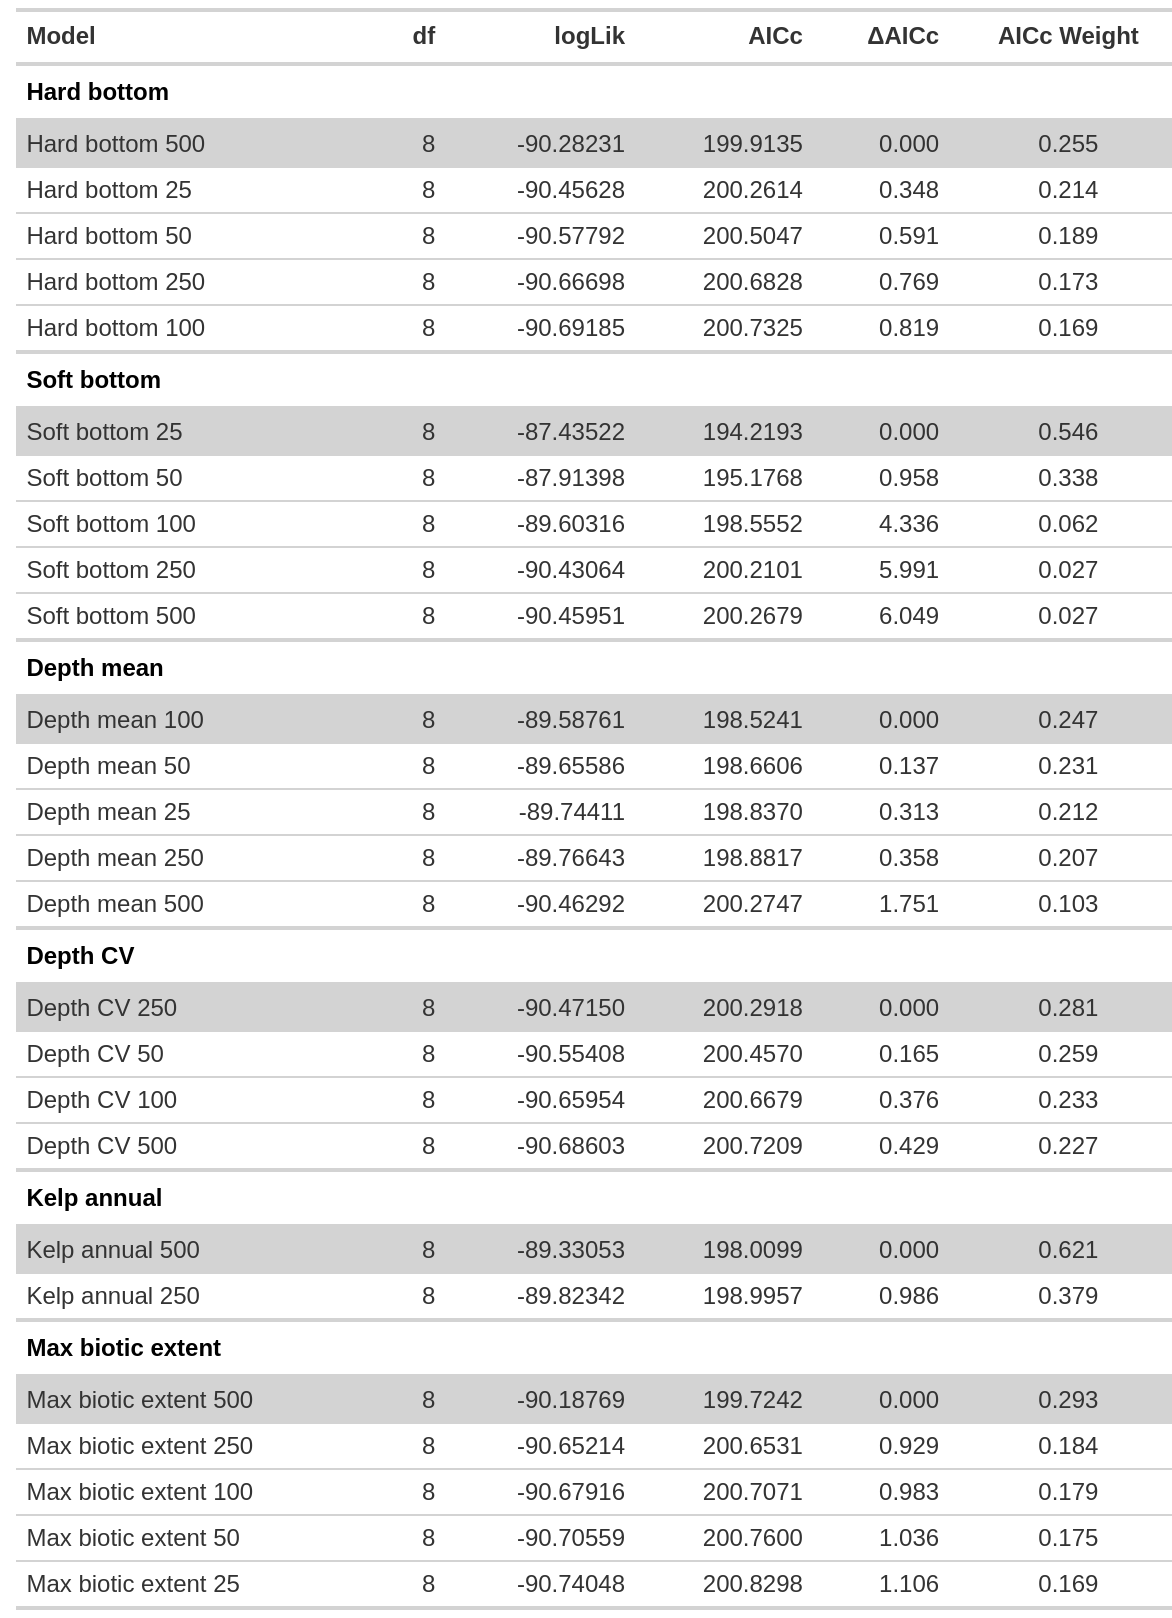 Model df logLik AICc ΔAICc AICc Weight
Hard bottom
Hard bottom 500 8 -90.28231 199.9135 0.000 0.255
Hard bottom 25 8 -90.45628 200.2614 0.348 0.214
Hard bottom 50 8 -90.57792 200.5047 0.591 0.189
Hard bottom 250 8 -90.66698 200.6828 0.769 0.173
Hard bottom 100 8 -90.69185 200.7325 0.819 0.169
Soft bottom
Soft bottom 25 8 -87.43522 194.2193 0.000 0.546
Soft bottom 50 8 -87.91398 195.1768 0.958 0.338
Soft bottom 100 8 -89.60316 198.5552 4.336 0.062
Soft bottom 250 8 -90.43064 200.2101 5.991 0.027
Soft bottom 500 8 -90.45951 200.2679 6.049 0.027
Depth mean
Depth mean 100 8 -89.58761 198.5241 0.000 0.247
Depth mean 50 8 -89.65586 198.6606 0.137 0.231
Depth mean 25 8 -89.74411 198.8370 0.313 0.212
Depth mean 250 8 -89.76643 198.8817 0.358 0.207
Depth mean 500 8 -90.46292 200.2747 1.751 0.103
Depth CV
Depth CV 250 8 -90.47150 200.2918 0.000 0.281
Depth CV 50 8 -90.55408 200.4570 0.165 0.259
Depth CV 100 8 -90.65954 200.6679 0.376 0.233
Depth CV 500 8 -90.68603 200.7209 0.429 0.227
Kelp annual
Kelp annual 500 8 -89.33053 198.0099 0.000 0.621
Kelp annual 250 8 -89.82342 198.9957 0.986 0.379
Max biotic extent
Max biotic extent 500 8 -90.18769 199.7242 0.000 0.293
Max biotic extent 250 8 -90.65214 200.6531 0.929 0.184
Max biotic extent 100 8 -90.67916 200.7071 0.983 0.179
Max biotic extent 50 8 -90.70559 200.7600 1.036 0.175
Max biotic extent 25 8 -90.74048 200.8298 1.106 0.169